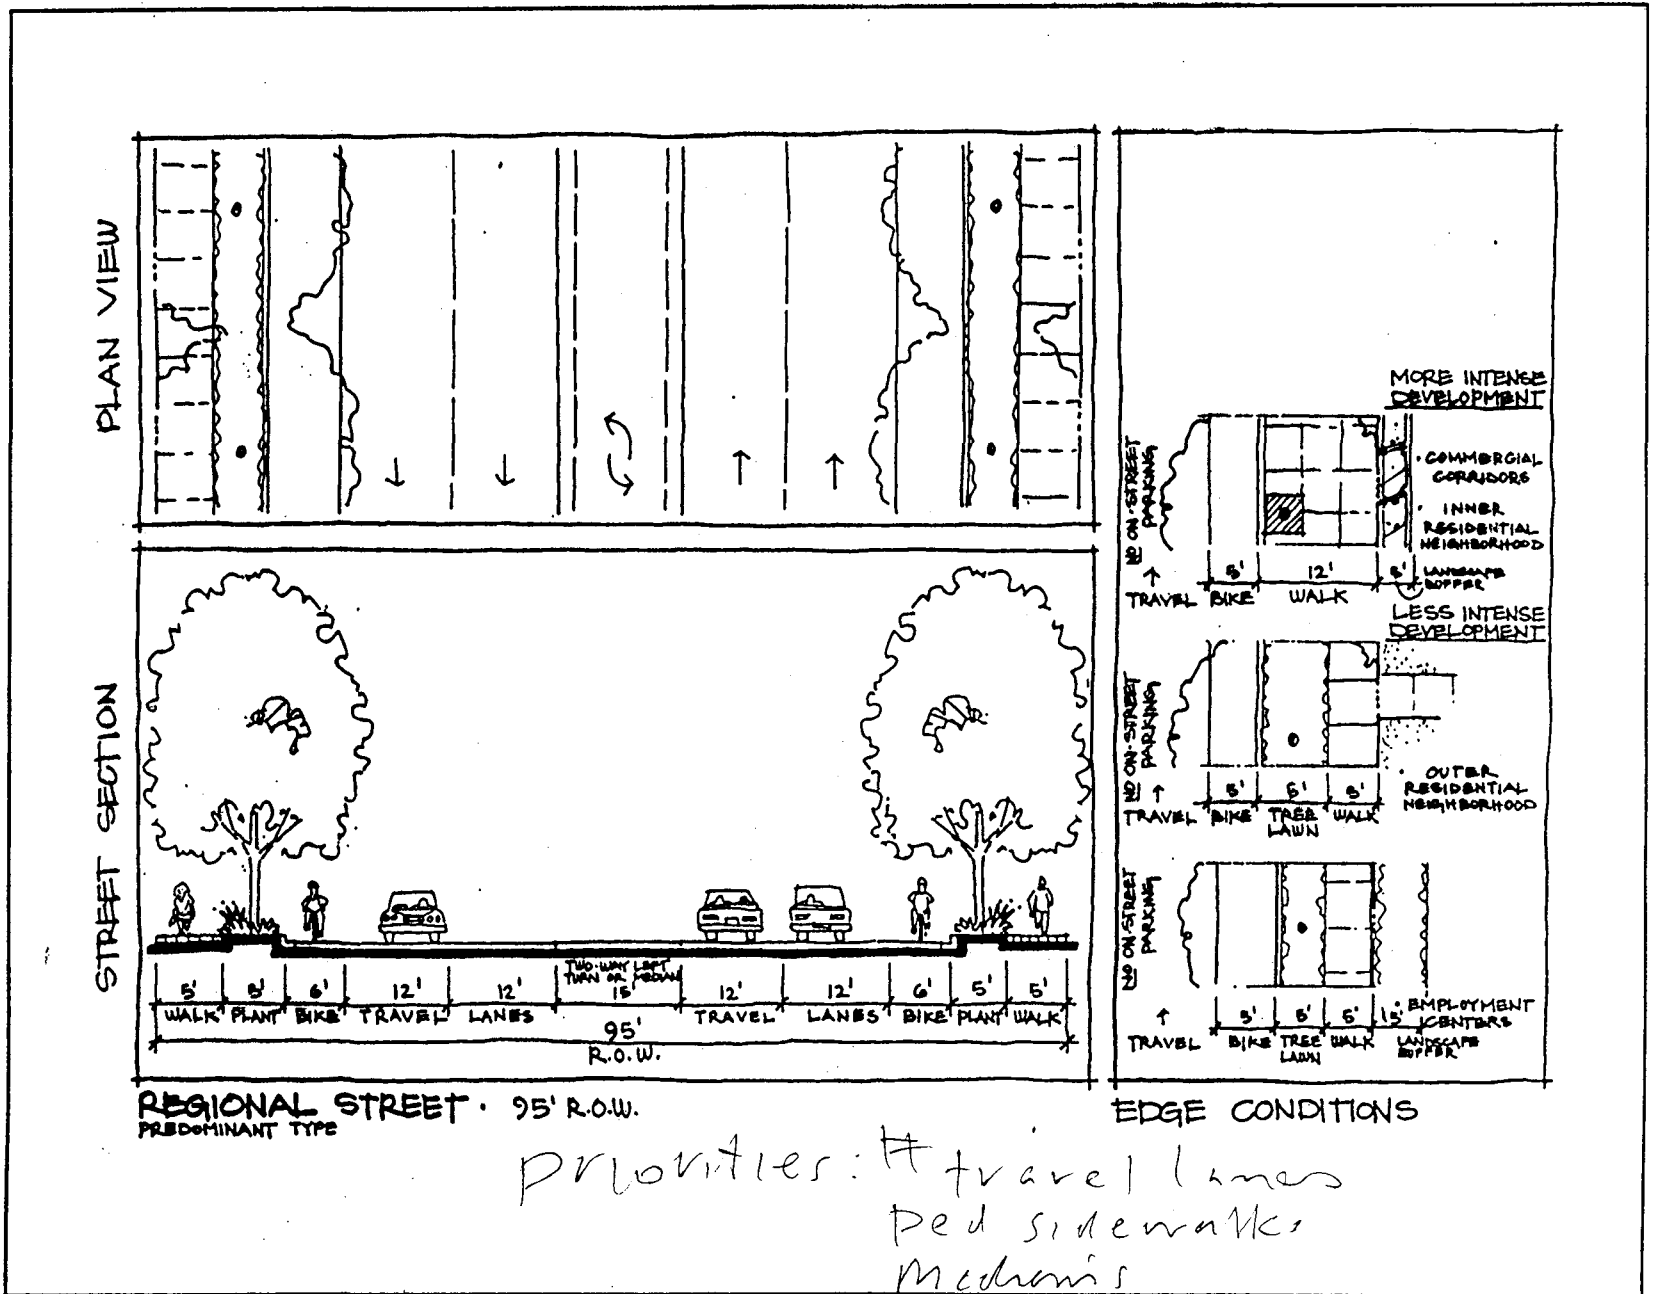 PLAN VIEW
STREET SECTION
TWO-WAY LEFT
TURN OR MEDIAN
5' 5' 6' 12' 12' 15' 12' 12' 6' 5' 5'
WALK PLANT BIKE TRAVEL LANES TRAVEL LANES BIKE PLANT WALK
95'
R.O.W.
REGIONAL STREET · 95' R.O.W.
PREDOMINANT TYPE
MORE INTENSE
DEVELOPMENT
NO ON-STREET
PARKING
· COMMERCIAL
CORRIDORS
· INNER
RESIDENTIAL
NEIGHBORHOOD
5' 12' 5' LANDSCAPE
BUFFER
TRAVEL BIKE WALK
LESS INTENSE
DEVELOPMENT
NO ON-STREET
PARKING
· OUTER
RESIDENTIAL
NEIGHBORHOOD
5' 5' 5'
TRAVEL BIKE TREE
LAWN WALK
NO ON-STREET
PARKING
· EMPLOYMENT
CENTERS
5' 5' 5' 15'
TRAVEL BIKE TREE
LAWN WALK LANDSCAPE
BUFFER
EDGE CONDITIONS
priorities: # travel lanes
ped sidewalks